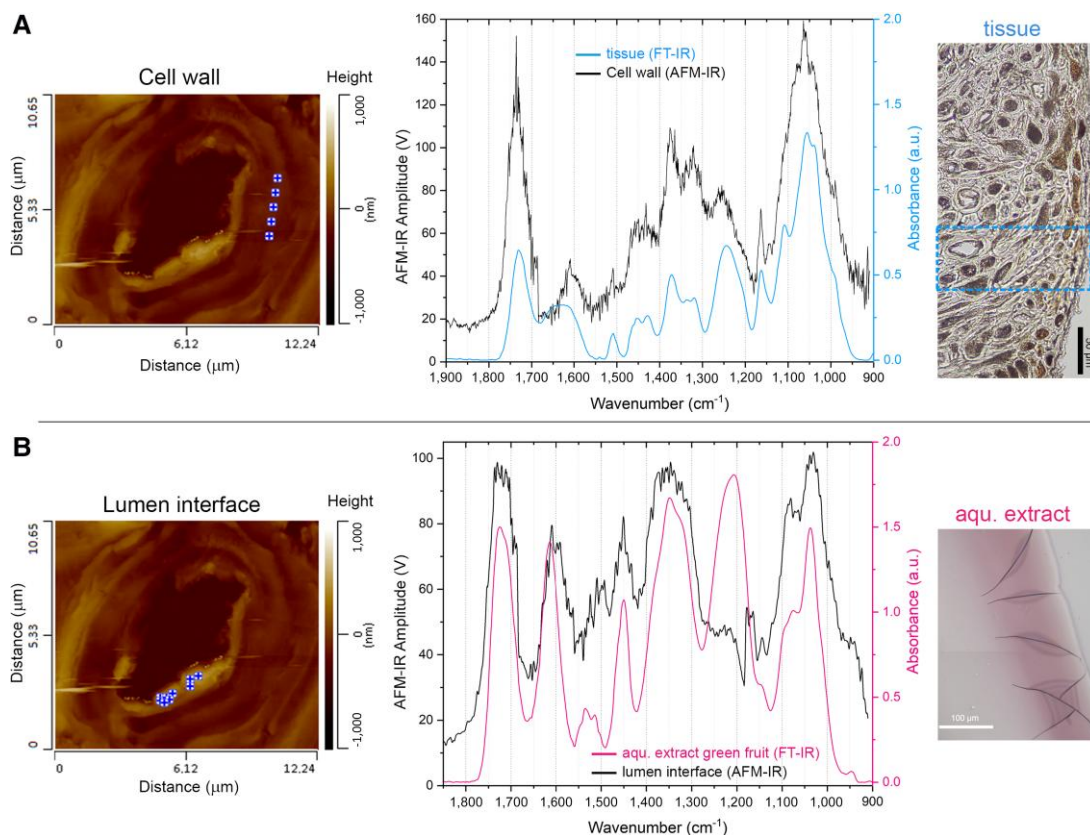 A
Cell wall
Height
1,000
0
(nm)
-1,000
10.65
5.33
0
Distance (µm)
0
6,12
12,24
Distance (µm)
160
140
120
100
80
60
40
20
0
AFM-IR Amplitude (V)
tissue (FT-IR)
Cell wall (AFM-IR)
2.0
1.5
1.0
0.5
0.0
Absorbance (a.u.)
1,900 1,800 1,700 1,600 1,500 1,400 1,300 1,200 1,100 1,000 900
Wavenumber (cm⁻¹)
tissue
B
Lumen interface
Height
1,000
0
(nm)
-1,000
10.65
5.33
0
Distance (µm)
0
6,12
12,24
Distance (µm)
100
80
60
40
20
0
AFM-IR Amplitude (V)
aqu. extract green fruit (FT-IR)
lumen interface (AFM-IR)
2.0
1.5
1.0
0.5
0.0
Absorbance (a.u.)
1,800 1,700 1,600 1,500 1,400 1,300 1,200 1,100 1,000 900
Wavenumber (cm⁻¹)
aqu. extract
100 µm